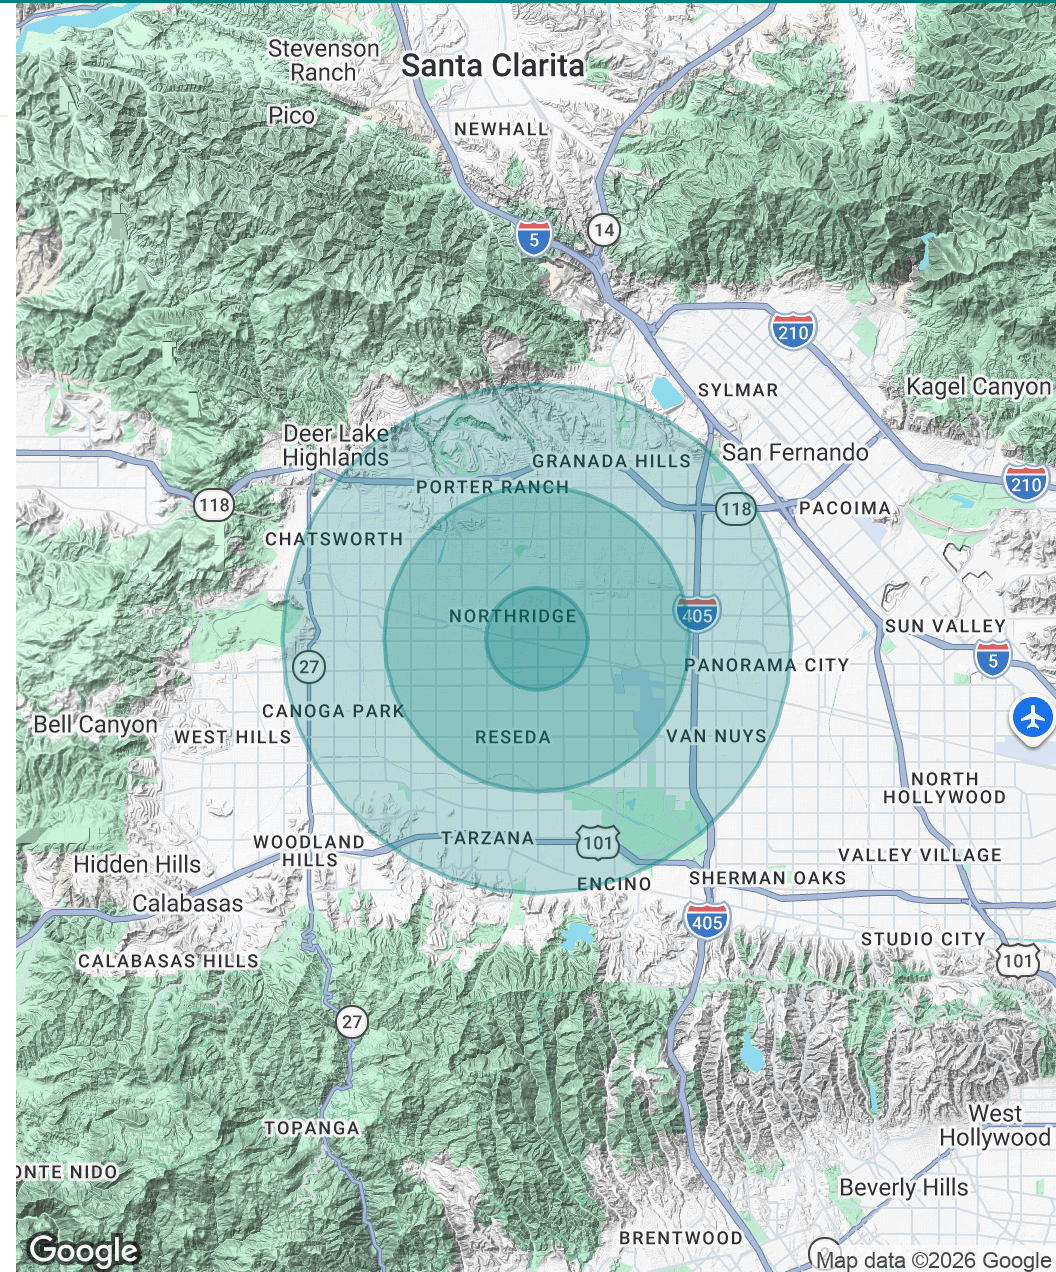 Stevenson
Ranch
Santa Clarita
Pico
NEWHALL
5
14
210
SYLMAR
Kagel Canyon
Deer Lake
Highlands
San Fernando
GRANADA HILLS
PORTER RANCH
210
118
118
PACOIMA
CHATSWORTH
NORTHRIDGE
405
SUN VALLEY
5
27
PANORAMA CITY
CANOGA PARK
Bell Canyon
WEST HILLS
RESEDA
VAN NUYS
NORTH
HOLLYWOOD
WOODLAND
HILLS
TARZANA
101
VALLEY VILLAGE
Hidden Hills
ENCINO
SHERMAN OAKS
Calabasas
405
STUDIO CITY
CALABASAS HILLS
101
27
TOPANGA
West
Hollywood
ONTE NIDO
Beverly Hills
BRENTWOOD
Google
Map data ©2026 Google